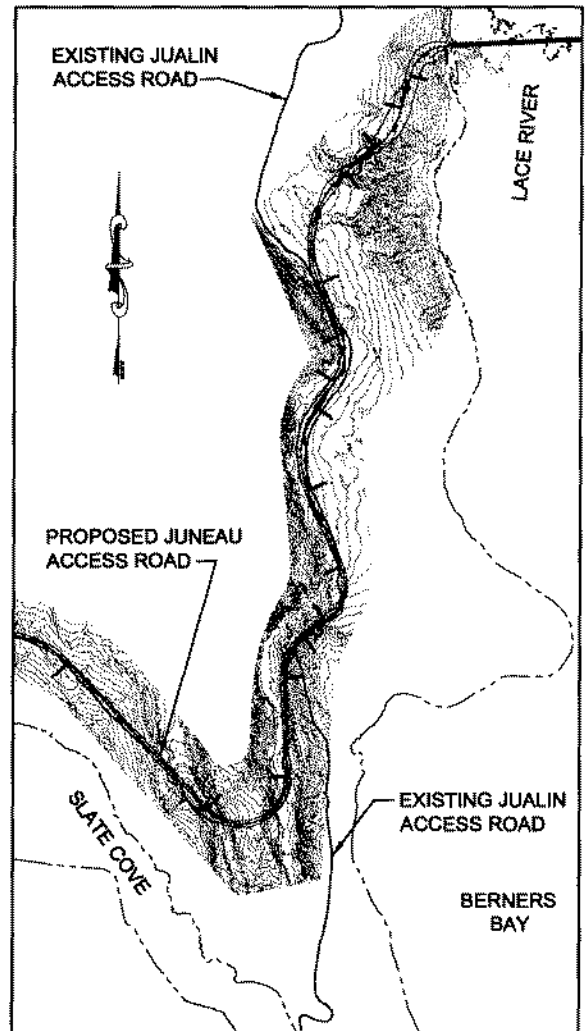 EXISTING JUALIN
ACCESS ROAD
LACE RIVER
PROPOSED JUNEAU
ACCESS ROAD
SLATE COVE
EXISTING JUALIN
ACCESS ROAD
BERNERS
BAY